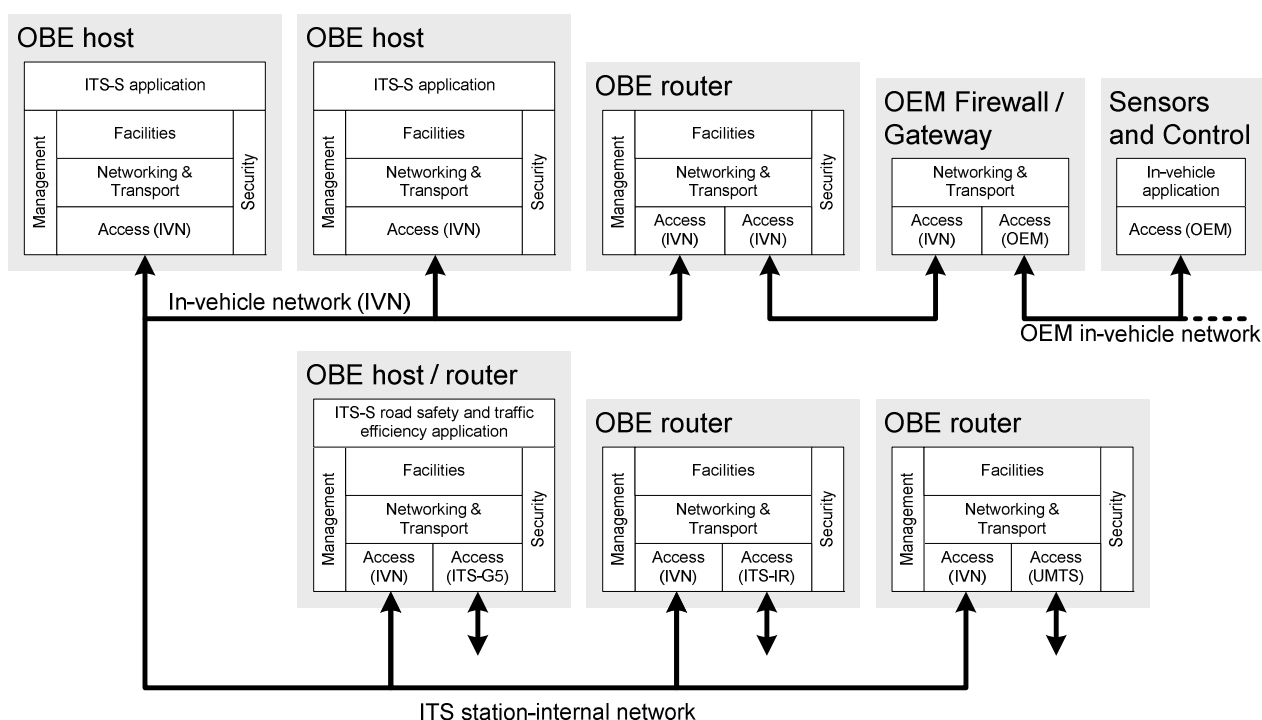 OBE host
ITS-S application
Management
Facilities
Networking &
Transport
Access (IVN)
Security
OBE host
ITS-S application
Management
Facilities
Networking &
Transport
Access (IVN)
Security
OBE router
Management
Facilities
Networking &
Transport
Access
(IVN)
Access
(IVN)
Security
OEM Firewall /
Gateway
Networking &
Transport
Access
(IVN)
Access
(OEM)
Sensors
and Control
In-vehicle
application
Access (OEM)
In-vehicle network (IVN)
OEM in-vehicle network
OBE host / router
ITS-S road safety and traffic
efficiency application
Management
Facilities
Networking &
Transport
Access
(IVN)
Access
(ITS-G5)
Security
OBE router
Management
Facilities
Networking &
Transport
Access
(IVN)
Access
(ITS-IR)
Security
OBE router
Management
Facilities
Networking &
Transport
Access
(IVN)
Access
(UMTS)
Security
ITS station-internal network